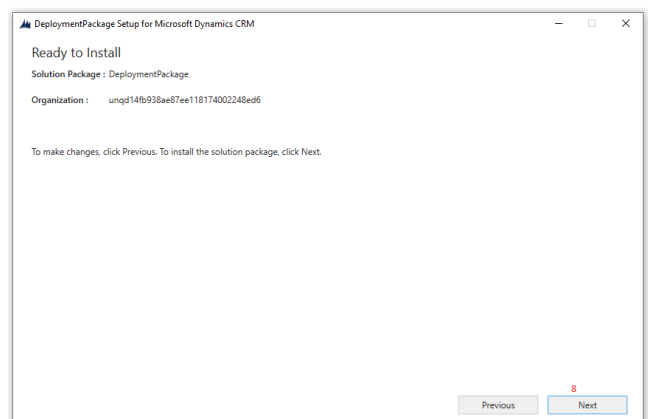 DeploymentPackage Setup for Microsoft Dynamics CRM
Ready to Install
Solution Package : DeploymentPackage
Organization : unqd14fb938ae87ee118174002248ed6
To make changes, click Previous. To install the solution package, click Next.
8
Previous Next